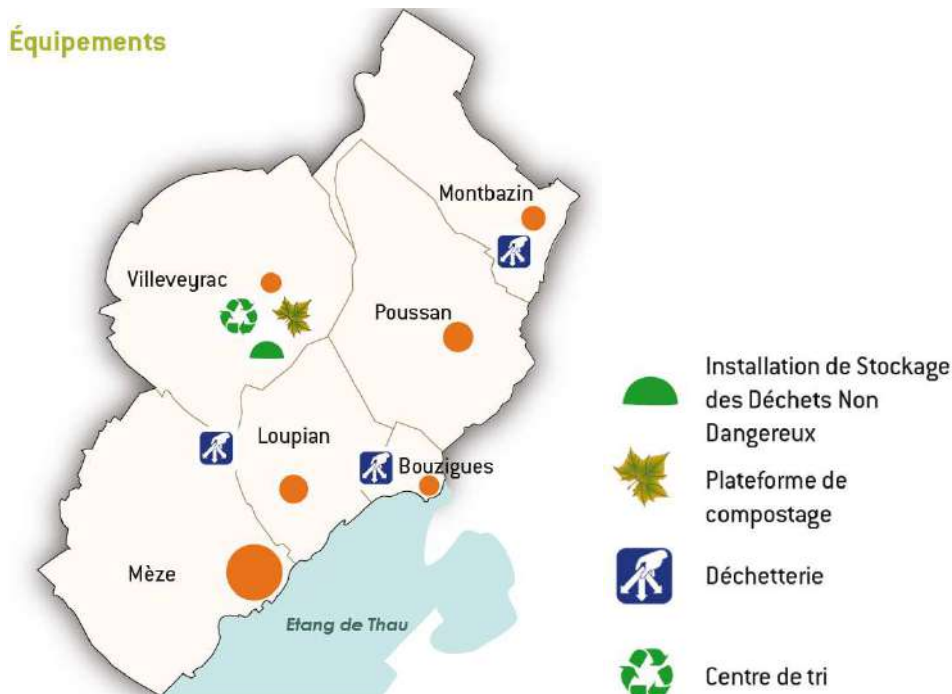 Équipements
Montbazin
Villeveyrac
Poussan
Loupian
Bouzigues
Mèze
Etang de Thau
Installation de Stockage
des Déchets Non
Dangereux
Plateforme de
compostage
Déchetterie
Centre de tri